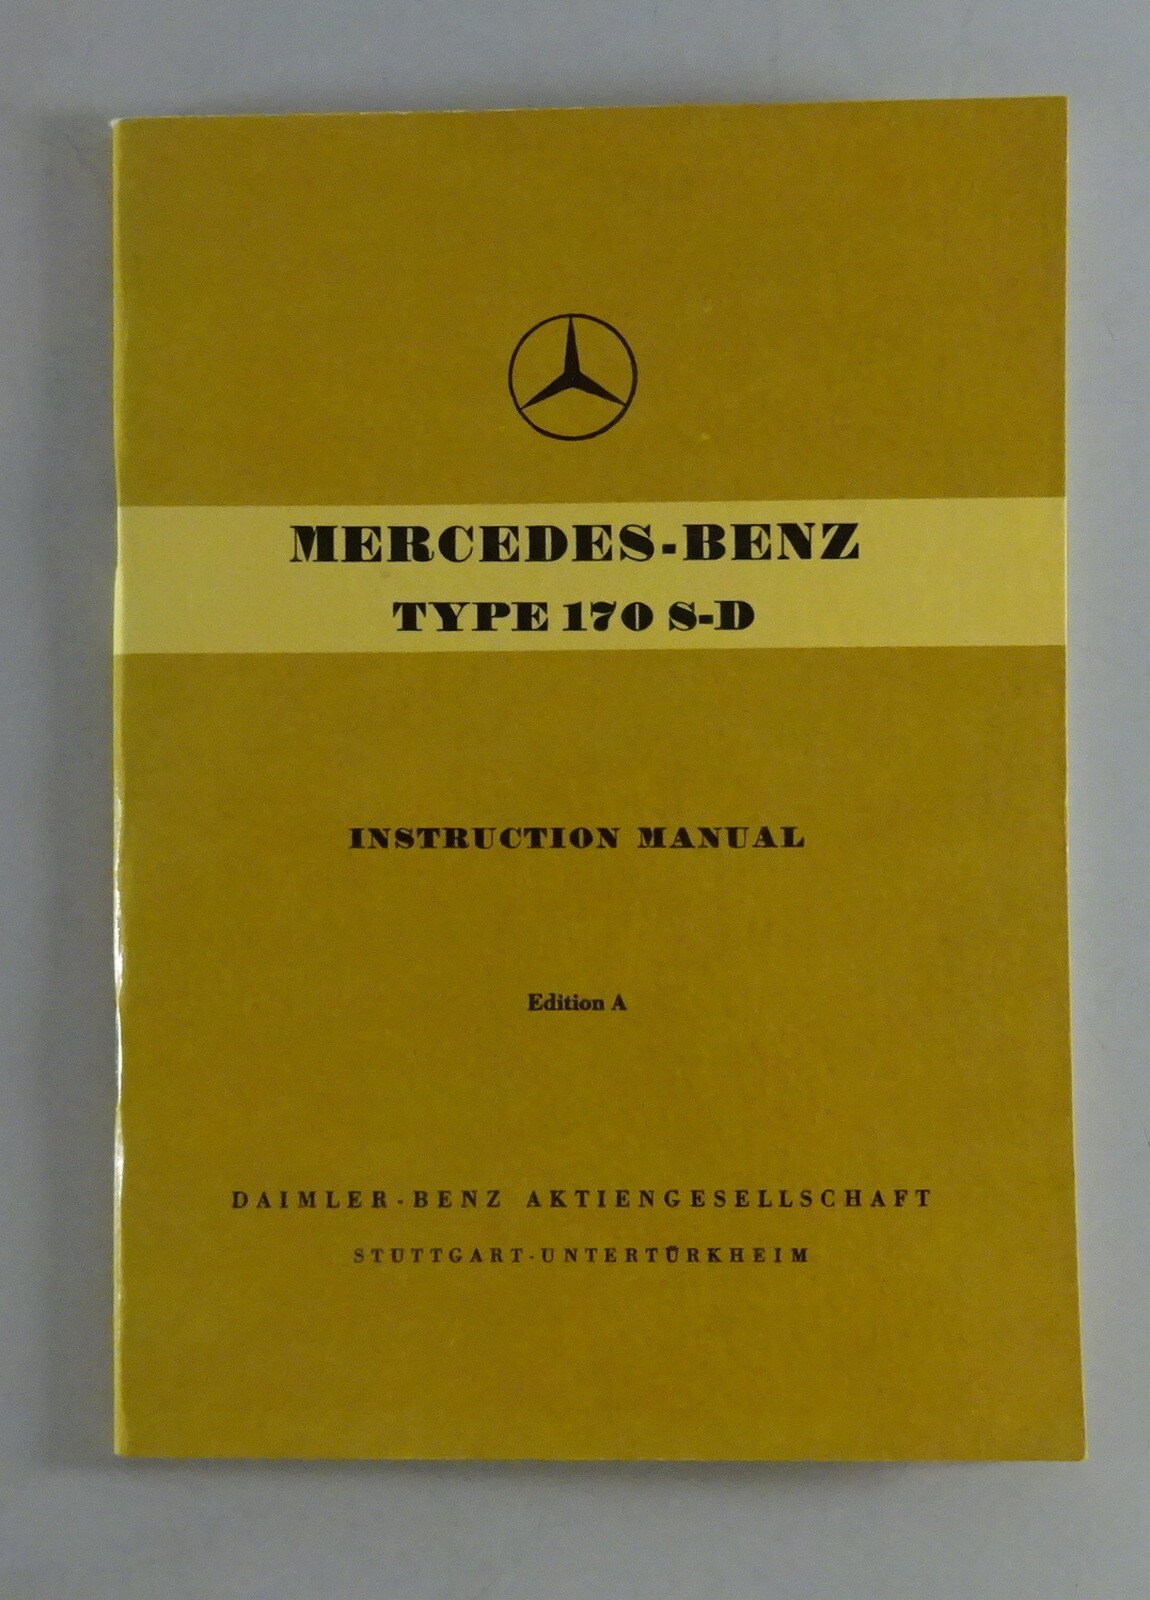 MERCEDES-BENZ
TYPE 170 S-D
INSTRUCTION MANUAL
Edition A
DAIMLER-BENZ AKTIENGESELLSCHAFT
STUTTGART-UNTERTÜRKHEIM